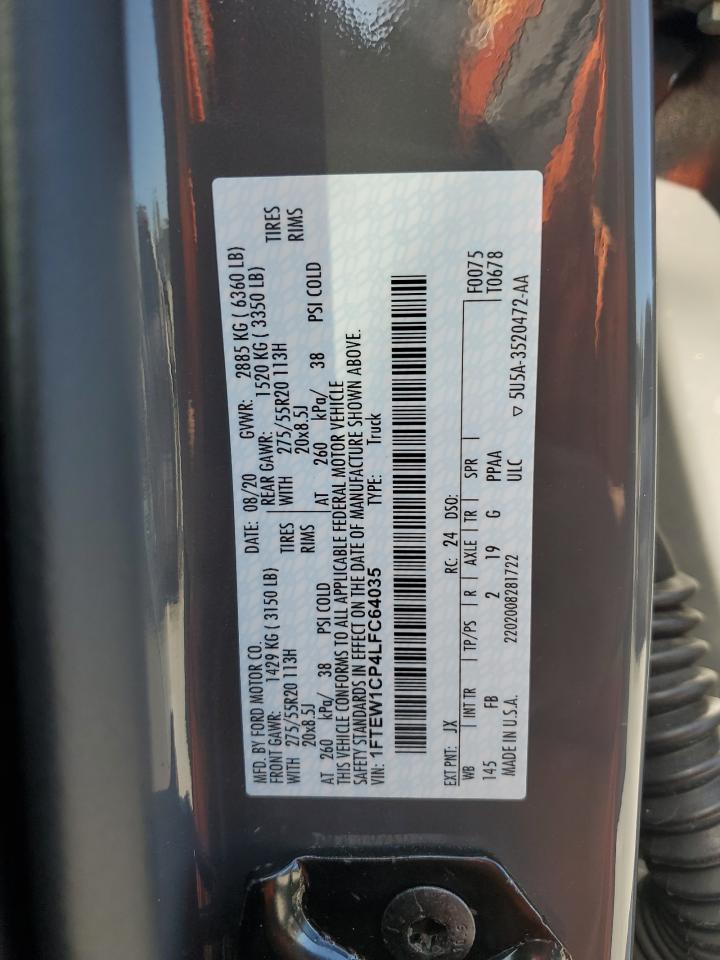 MFD. BY FORD MOTOR CO. DATE: 08/20 GVWR: 2885 KG ( 6360 LB)
FRONT GAWR: 1429 KG ( 3150 LB) REAR GAWR: 1520 KG ( 3350 LB)
WITH 275/55R20 113H TIRES WITH 275/55R20 113H TIRES
20x8.5J RIMS 20x8.5J RIMS
AT 260 kPa/ 38 PSI COLD AT 260 kPa/ 38 PSI COLD
THIS VEHICLE CONFORMS TO ALL APPLICABLE FEDERAL MOTOR VEHICLE
SAFETY STANDARDS IN EFFECT ON THE DATE OF MANUFACTURE SHOWN ABOVE.
VIN: 1FTEW1CP4LFC64035 TYPE: Truck
EXT PNT: JX RC: 24 DSO: F0075
WB INT TR TP/PS R AXLE TR SPR T0678
145 FB 2 19 G PPAA
MADE IN U.S.A. 2202008281722 ULC ▽ 5U5A-3520472-AA